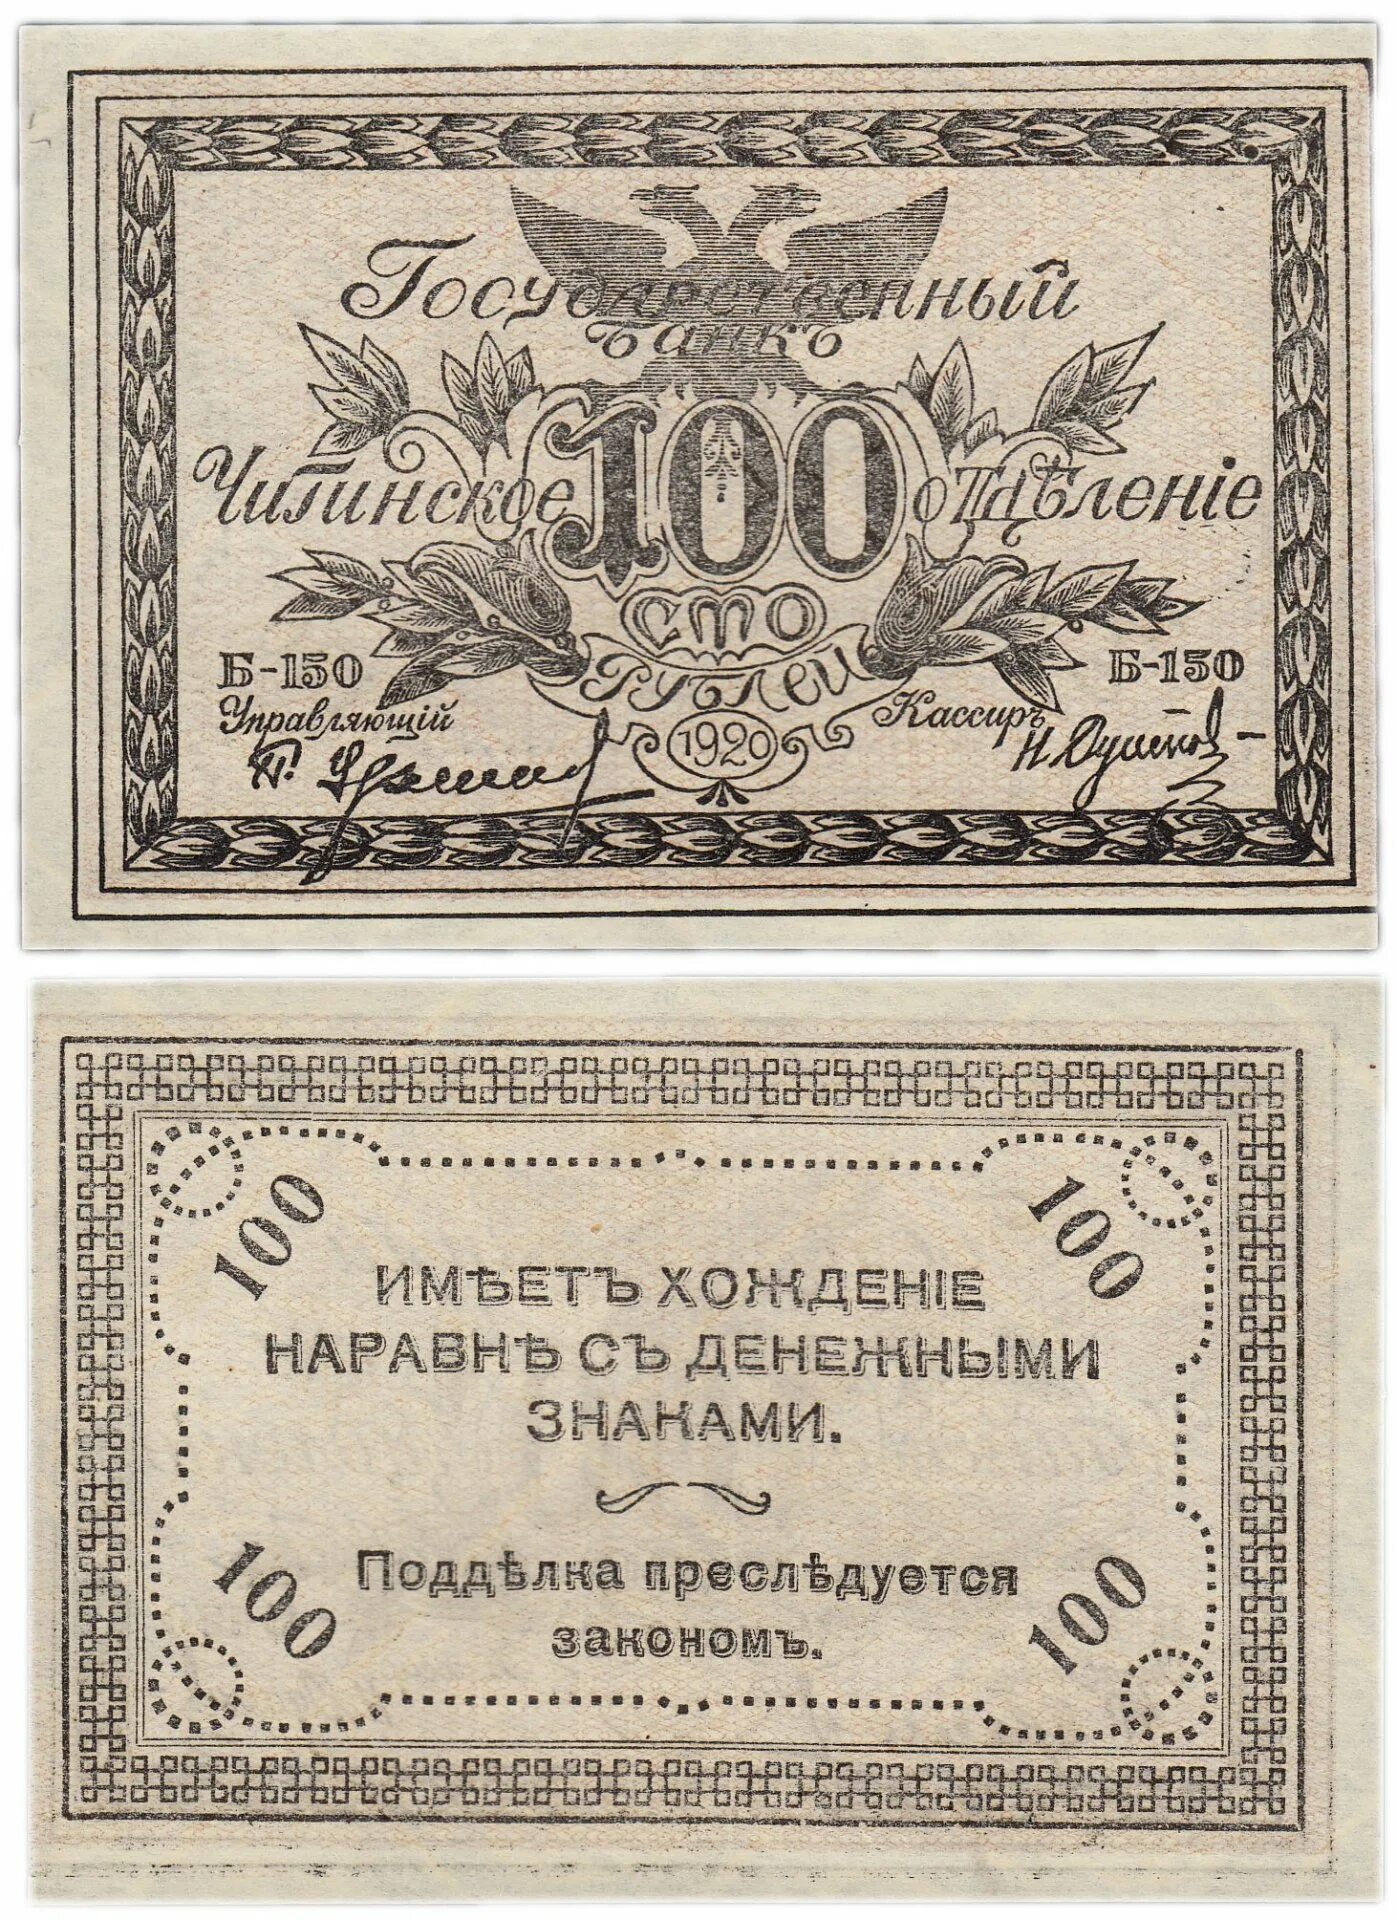 Государственный
Банкъ
Читинское 100 отдѣленіе
сто
рублей
Б-150 Б-150
Управляющій Кассиръ
1920
100 100
ИМѢЕТЪ ХОЖДЕНІЕ
НАРАВНѢ СЪ ДЕНЕЖНЫМИ
ЗНАКАМИ.
Поддѣлка преслѣдуется
закономъ.
100 100